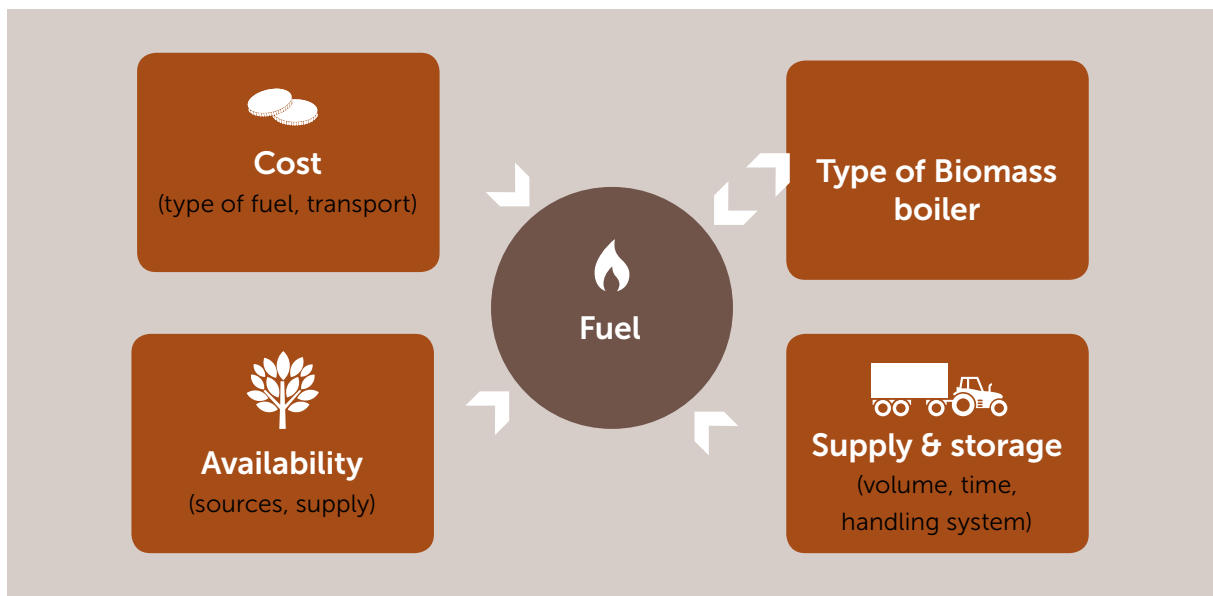 Cost
(type of fuel, transport)
Type of Biomass
boiler
Fuel
Availability
(sources, supply)
Supply & storage
(volume, time,
handling system)